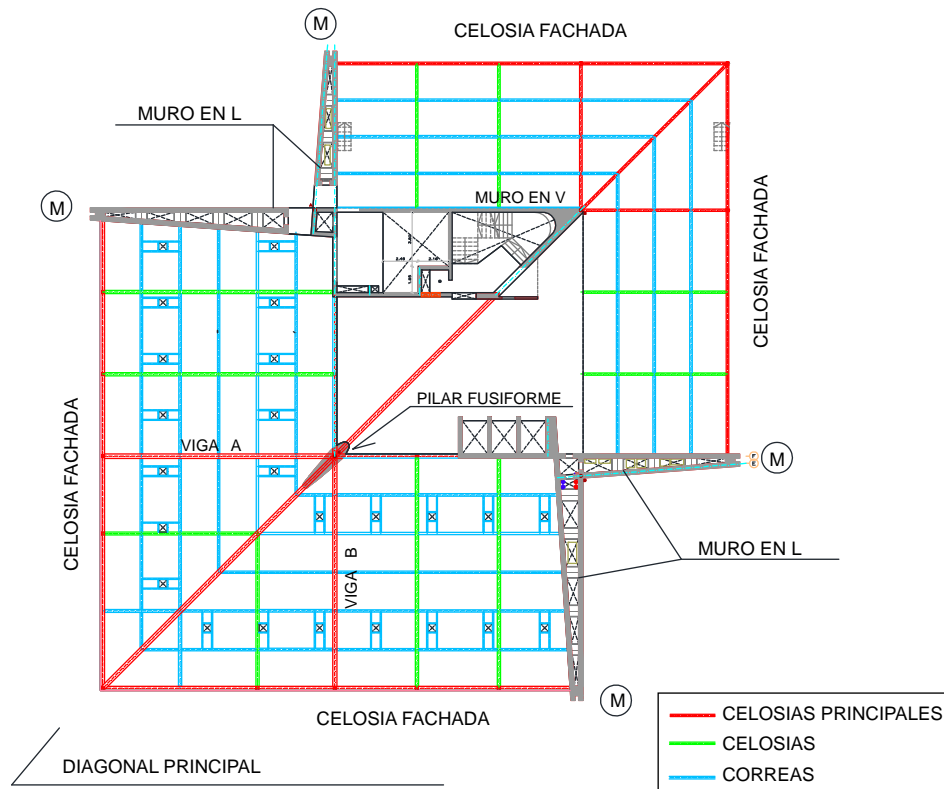 M
CELOSIA FACHADA
MURO EN L
M
MURO EN V
CELOSIA FACHADA
PILAR FUSIFORME
VIGA A
CELOSIA FACHADA
F
E
M
VIGA B
MURO EN L
M
CELOSIA FACHADA
DIAGONAL PRINCIPAL
CELOSIAS PRINCIPALES
CELOSIAS
CORREAS